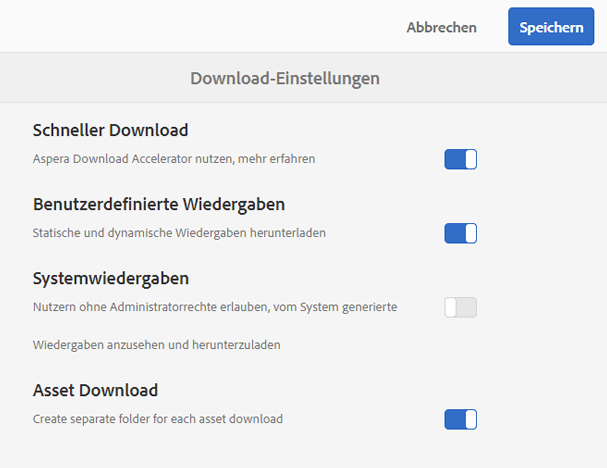 Abbrechen
Speichern
Download-Einstellungen
Schneller Download
Aspera Download Accelerator nutzen, mehr erfahren
Benutzerdefinierte Wiedergaben
Statische und dynamische Wiedergaben herunterladen
Systemwiedergaben
Nutzern ohne Administratorrechte erlauben, vom System generierte
Wiedergaben anzusehen und herunterzuladen
Asset Download
Create separate folder for each asset download